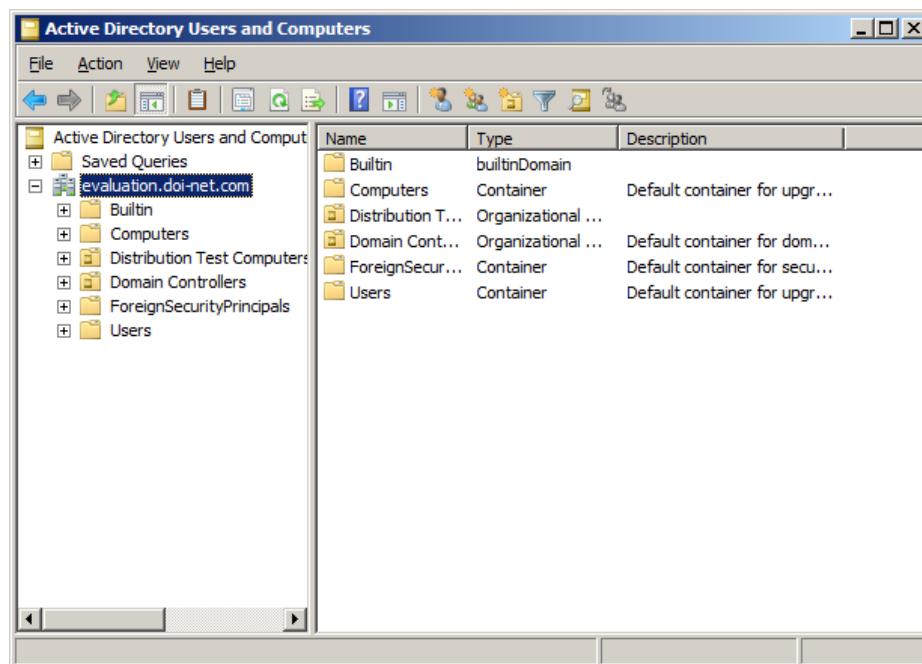 Active Directory Users and Computers
File Action View Help
Active Directory Users and Comput
Saved Queries
evaluation.doi-net.com
Builtin
Computers
Distribution Test Computers
Domain Controllers
ForeignSecurityPrincipals
Users
Name Type Description
Builtin builtinDomain
Computers Container Default container for upgr...
Distribution T... Organizational ...
Domain Cont... Organizational ... Default container for dom...
ForeignSecur... Container Default container for secu...
Users Container Default container for upgr...